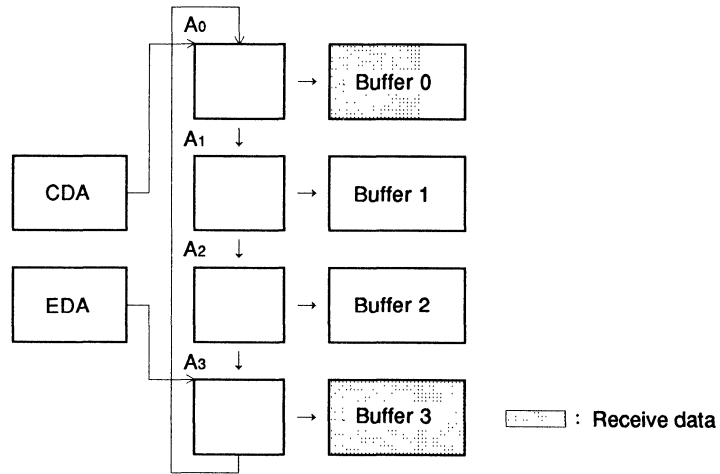 A0
Buffer 0
A1
CDA
Buffer 1
A2
EDA
Buffer 2
A3
Buffer 3
: Receive data